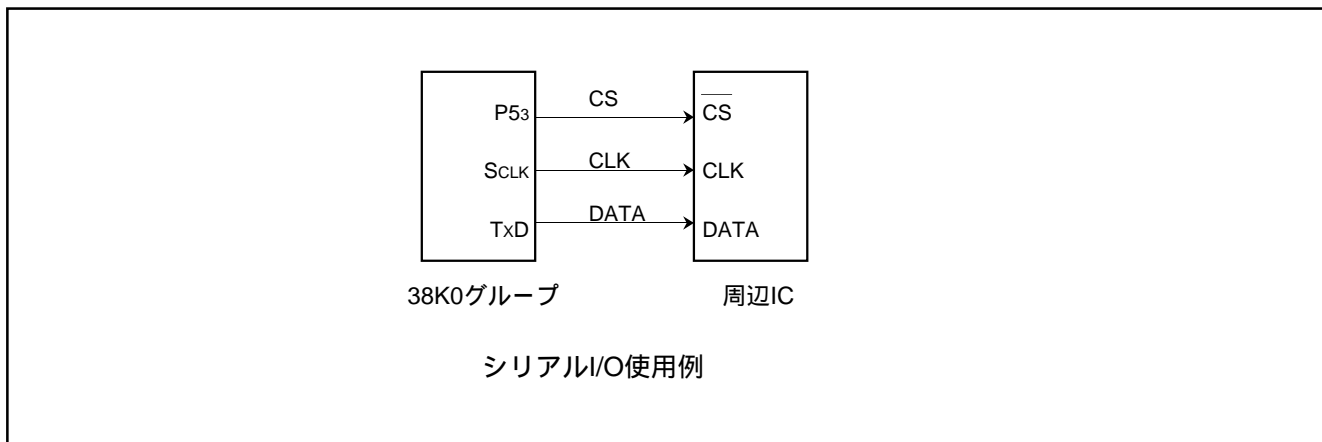 P53 CS C̅S̅
SCLK CLK CLK
TXD DATA DATA
38K0グループ 周辺IC
シリアルI/O使用例